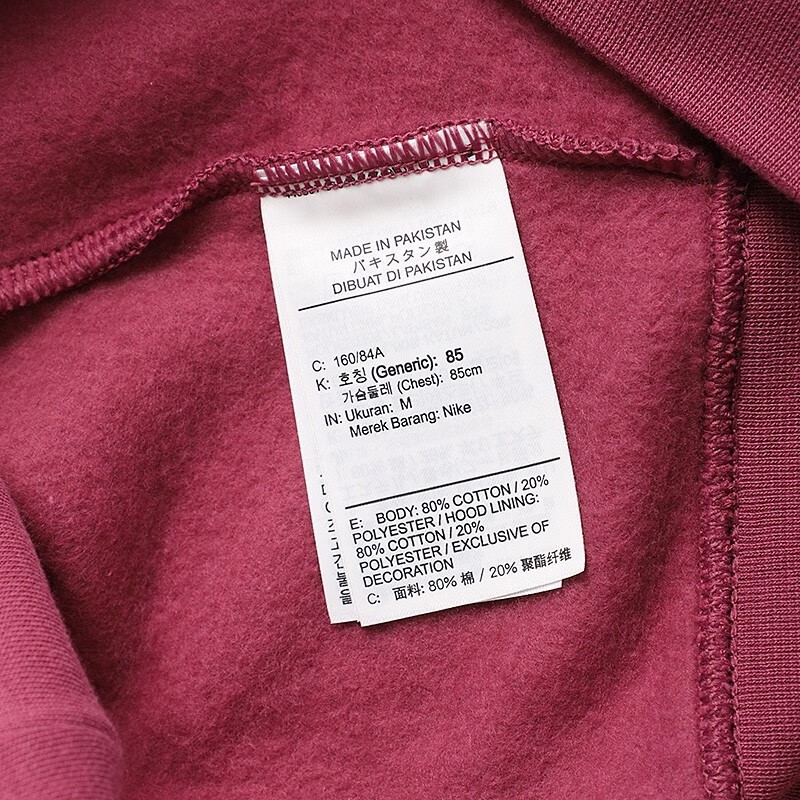 MADE IN PAKISTAN
パキスタン製
DIBUAT DI PAKISTAN
C: 160/84A
K: 호칭 (Generic): 85
가슴둘레 (Chest): 85cm
IN: Ukuran: M
Merek Barang: Nike
E: BODY: 80% COTTON / 20%
POLYESTER / HOOD LINING:
80% COTTON / 20%
POLYESTER / EXCLUSIVE OF
DECORATION
C: 面料: 80% 棉 / 20% 聚酯纤维